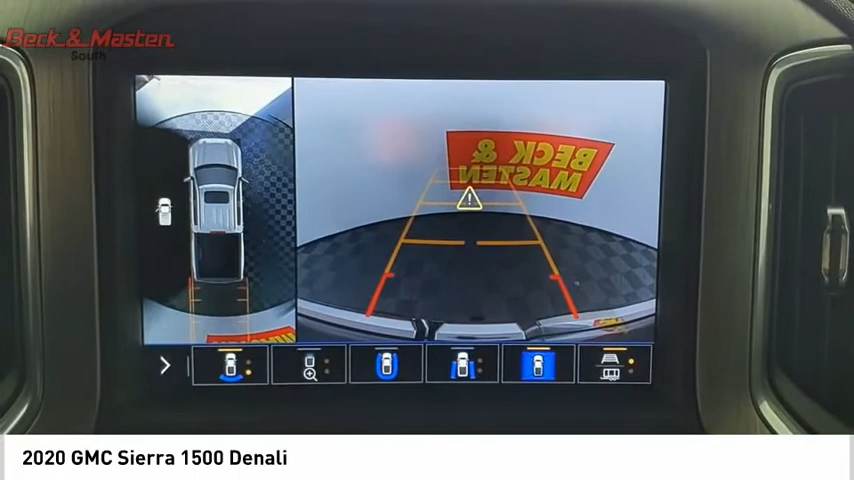 Beck & Masten
South
BECK &
MASTEN
2020 GMC Sierra 1500 Denali